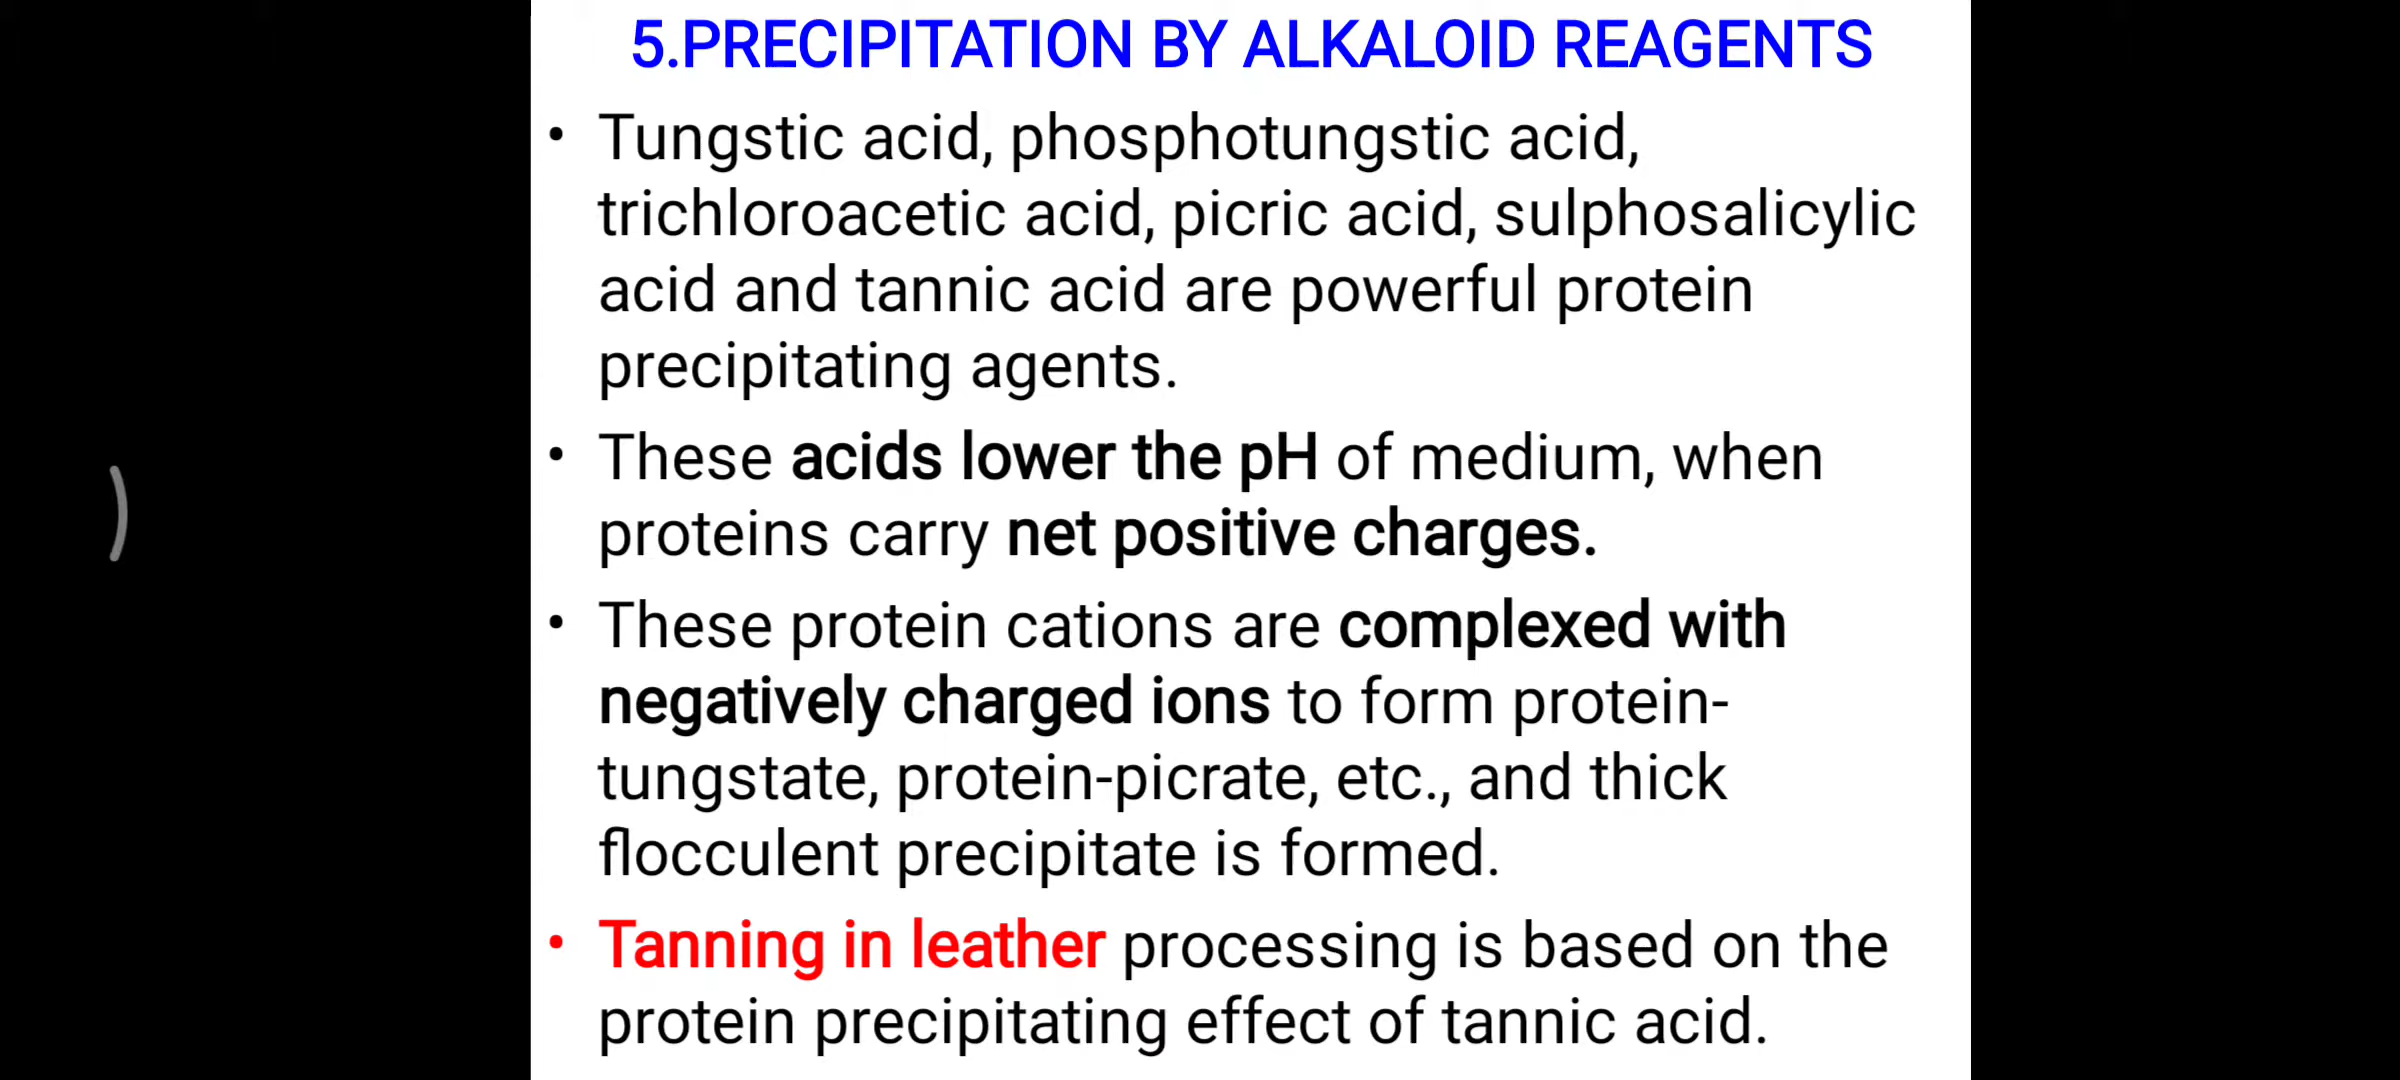 5.PRECIPITATION BY ALKALOID REAGENTS
• Tungstic acid, phosphotungstic acid,
trichloroacetic acid, picric acid, sulphosalicylic
acid and tannic acid are powerful protein
precipitating agents.
• These acids lower the pH of medium, when
proteins carry net positive charges.
• These protein cations are complexed with
negatively charged ions to form protein-
tungstate, protein-picrate, etc., and thick
flocculent precipitate is formed.
• Tanning in leather processing is based on the
protein precipitating effect of tannic acid.